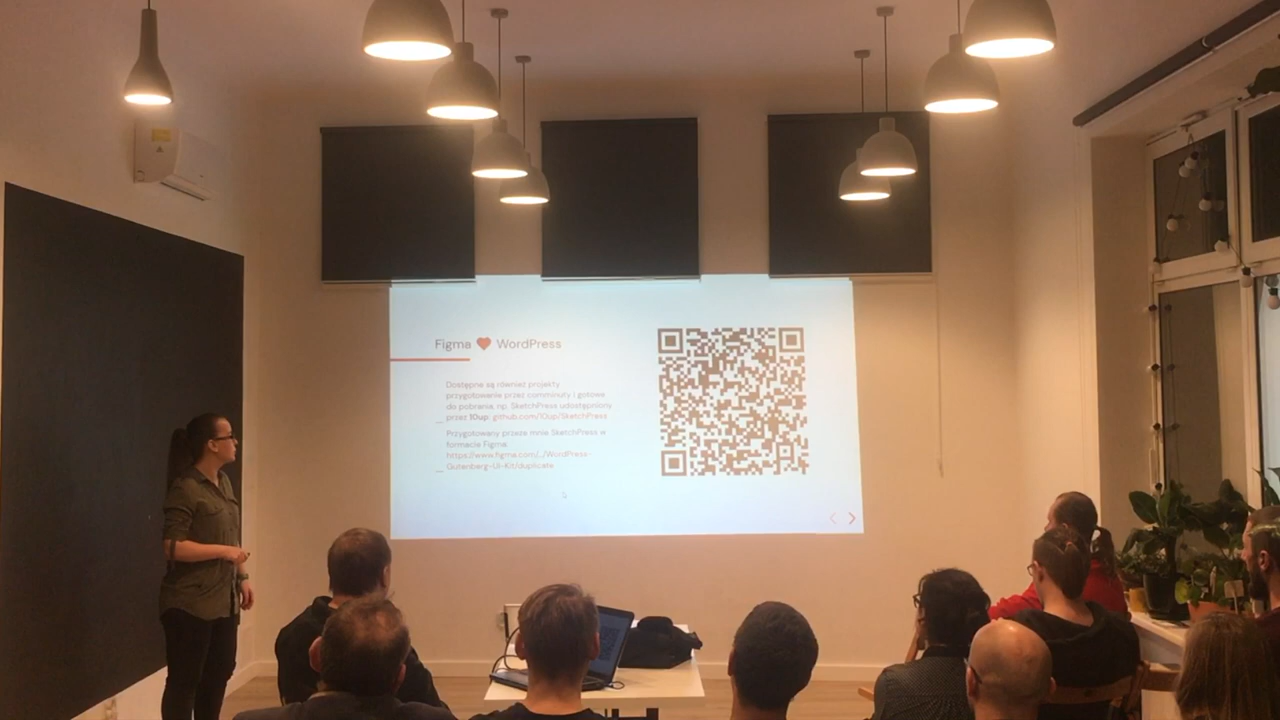 Figma ❤ WordPress
Dostępne są również projekty
przygotowane przez comminuty i gotowe
do pobrania, np. SketchPress udostępniony
przez 10up: github.com/10up/SketchPress
Przygotowany przeze mnie SketchPress w
formacie Figma:
https://www.figma.com/.../WordPress-
Gutenberg-UI-Kit/duplicate